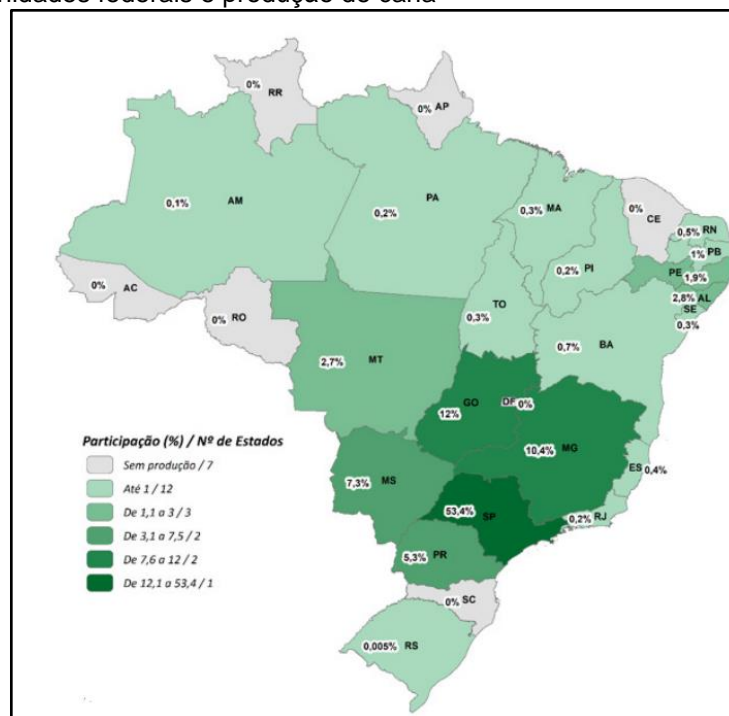 Unidades federais e produção de cana
0%
RR
0%
AP
0,1%
AM
0,2%
PA
0,3%
MA
0%
CE
0,5%
RN
1%
PB
0,2%
PI
PE
1,9%
2,8%
AL
SE
0,3%
0%
AC
0%
RO
0,3%
TO
0,7%
BA
2,7%
MT
12%
GO
DF
0%
10,4%
MG
ES
0,4%
7,3%
MS
53,4%
SP
0,2%
RJ
5,3%
PR
0%
SC
0,005%
RS
Participação (%) / Nº de Estados
Sem produção / 7
Até 1 / 12
De 1,1 a 3 / 3
De 3,1 a 7,5 / 2
De 7,6 a 12 / 2
De 12,1 a 53,4 / 1